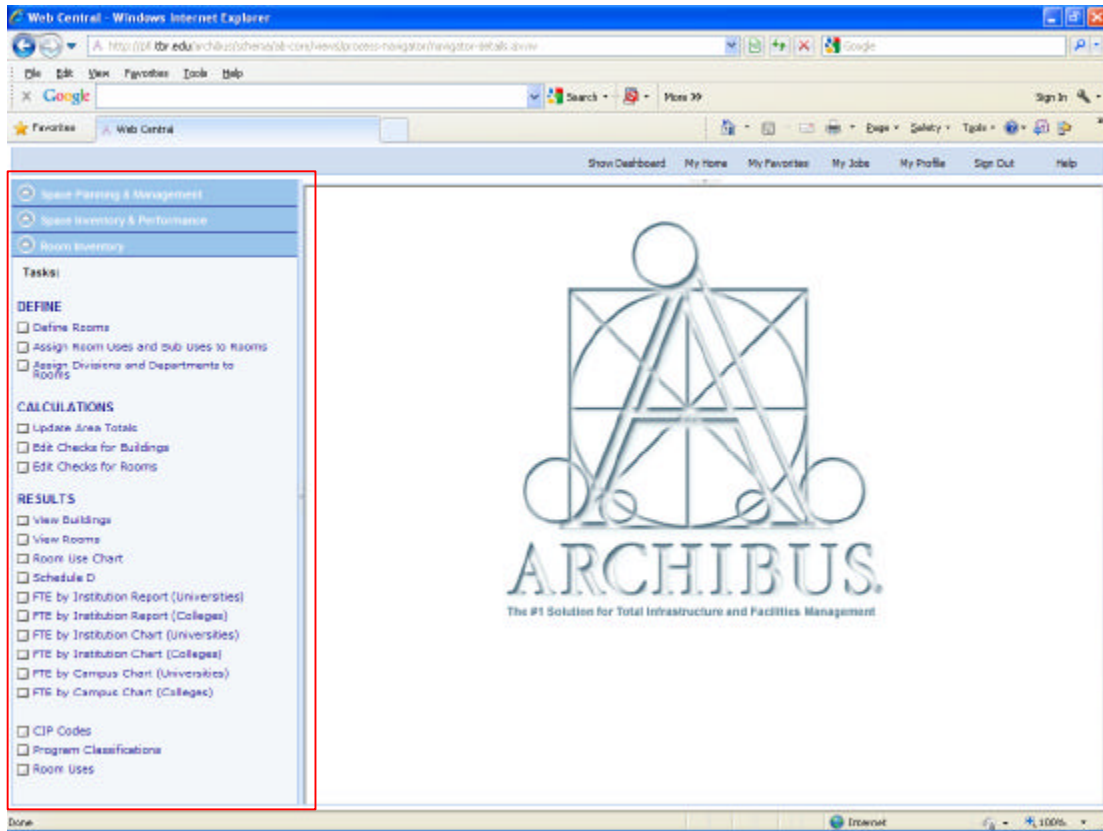 Web Central - Windows Internet Explorer
Google
File Edit View Favorites Tools Help
x Google Search More >> Sign In
Favorites Web Central Page Safety Tools
Show Dashboard My Home My Favorites My Jobs My Profile Sign Out Help
Space Planning & Management
Space Inventory & Performance
Room Inventory
Tasks:
DEFINE
Define Rooms
Assign Room Uses and Sub Uses to Rooms
Assign Divisions and Departments to
Rooms
CALCULATIONS
Update Area Totals
Edit Checks for Buildings
Edit Checks for Rooms
RESULTS
View Buildings
View Rooms
Room Use Chart
Schedule D
FTE by Institution Report (Universities)
FTE by Institution Report (Colleges)
FTE by Institution Chart (Universities)
FTE by Institution Chart (Colleges)
FTE by Campus Chart (Universities)
FTE by Campus Chart (Colleges)
CIP Codes
Program Classifications
Room Uses
ARCHIBUS®
The #1 Solution for Total Infrastructure and Facilities Management
Done Internet 100%